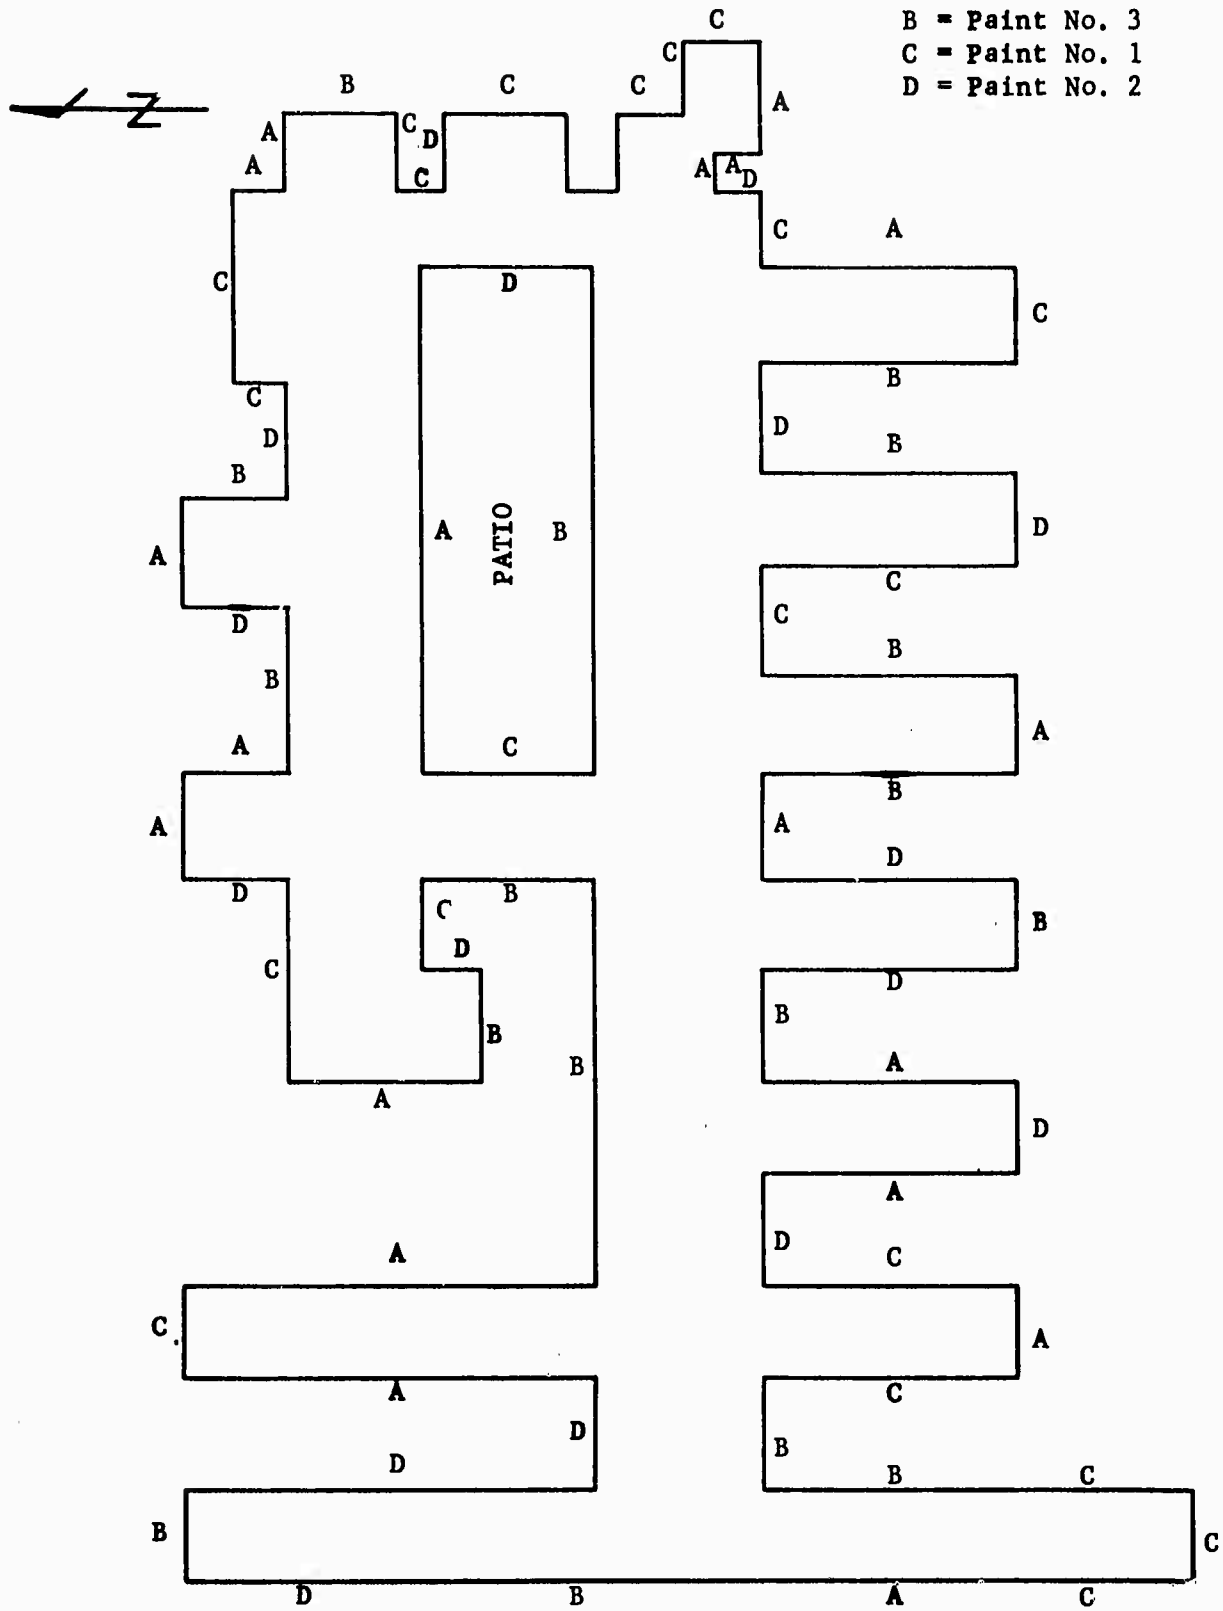 C
B = Paint No. 3
C C = Paint No. 1
B C C D = Paint No. 2
A
Z
A C D
A C A A D
C A
C D C
C B
D D B
B
A PATIO B D
A C
D C
B B
A C A
B
A A D
D B B
C
D D
C B
B B A
A D
A
A D C
C A
A C
D B
D B C
B C
D B A C